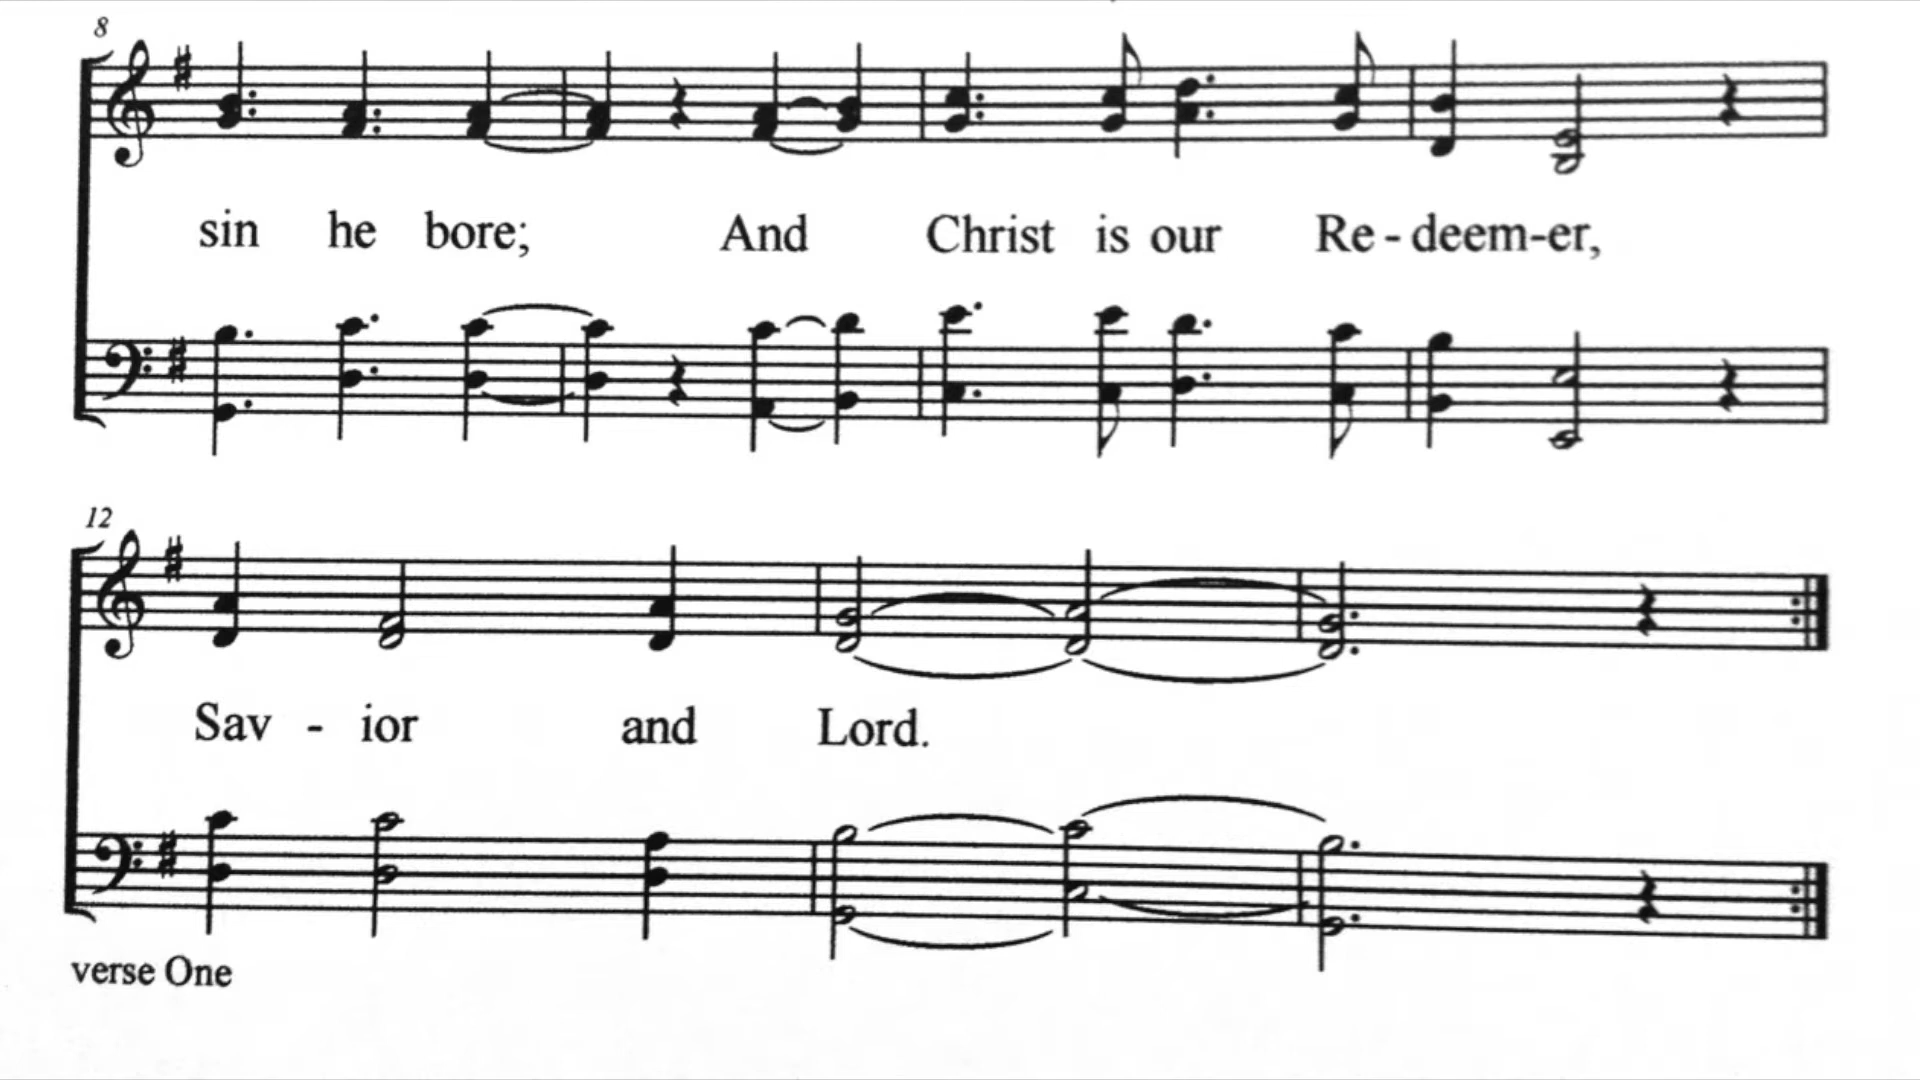 8
sin he bore; And Christ is our Re - deem-er,
12
Sav - ior and Lord.
verse One